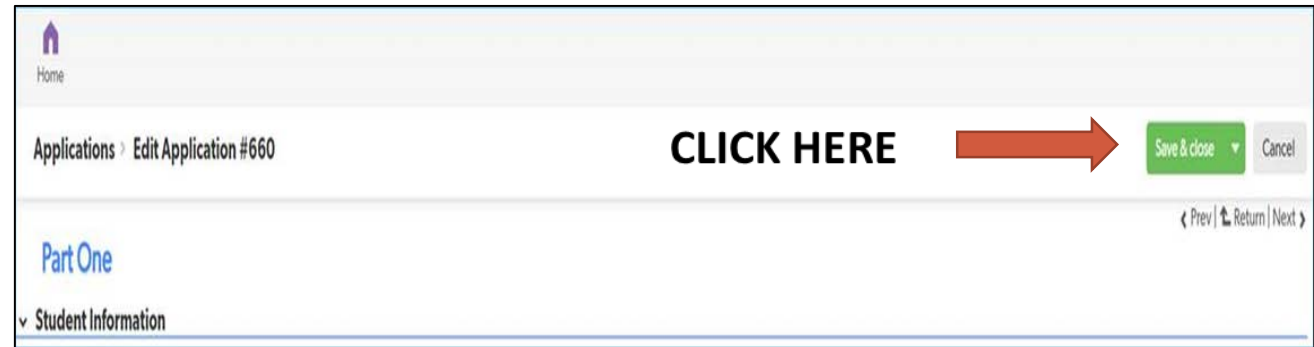 Home
Applications > Edit Application #660
CLICK HERE
Save & close
Cancel
Prev | Return | Next
Part One
Student Information